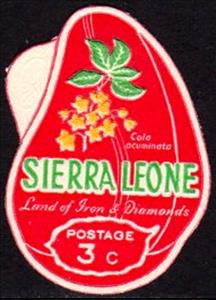 Cola
acuminata
SIERRA LEONE
Land of Iron & Diamonds
POSTAGE
3 C